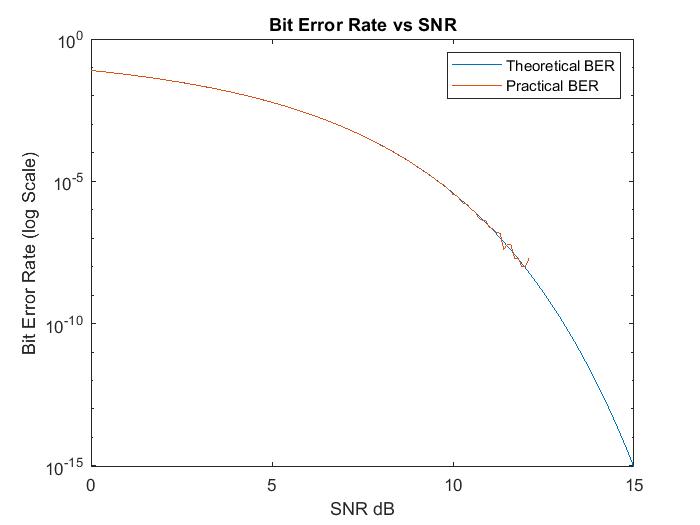 Bit Error Rate vs SNR
10^0
Theoretical BER
Practical BER
10^-5
Bit Error Rate (log Scale)
10^-10
10^-15
0 5 10 15
SNR dB